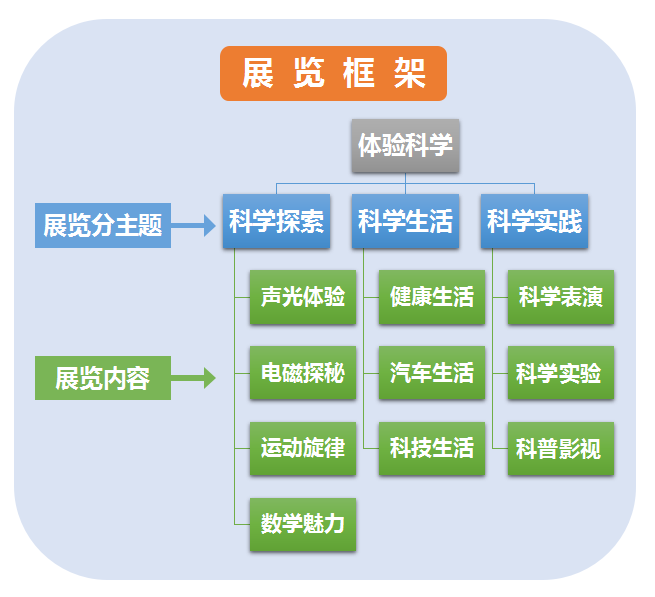 展览框架
体验科学
展览分主题
科学探索
科学生活
科学实践
声光体验
健康生活
科学表演
展览内容
电磁探秘
汽车生活
科学实验
运动旋律
科技生活
科普影视
数学魅力